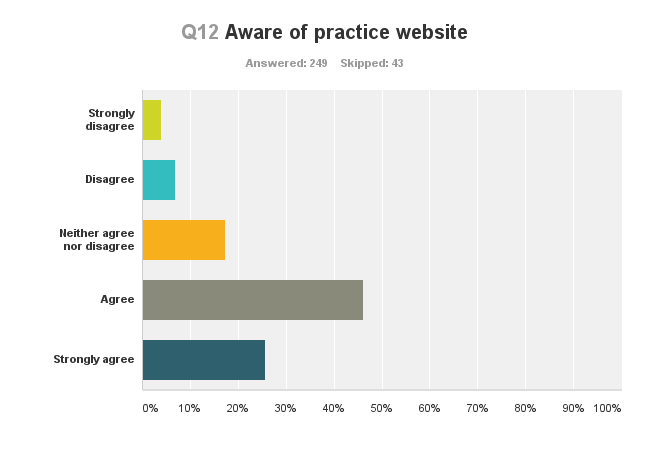 Q12 Aware of practice website
Answered: 249 Skipped: 43
Strongly
disagree
Disagree
Neither agree
nor disagree
Agree
Strongly agree
0% 10% 20% 30% 40% 50% 60% 70% 80% 90% 100%